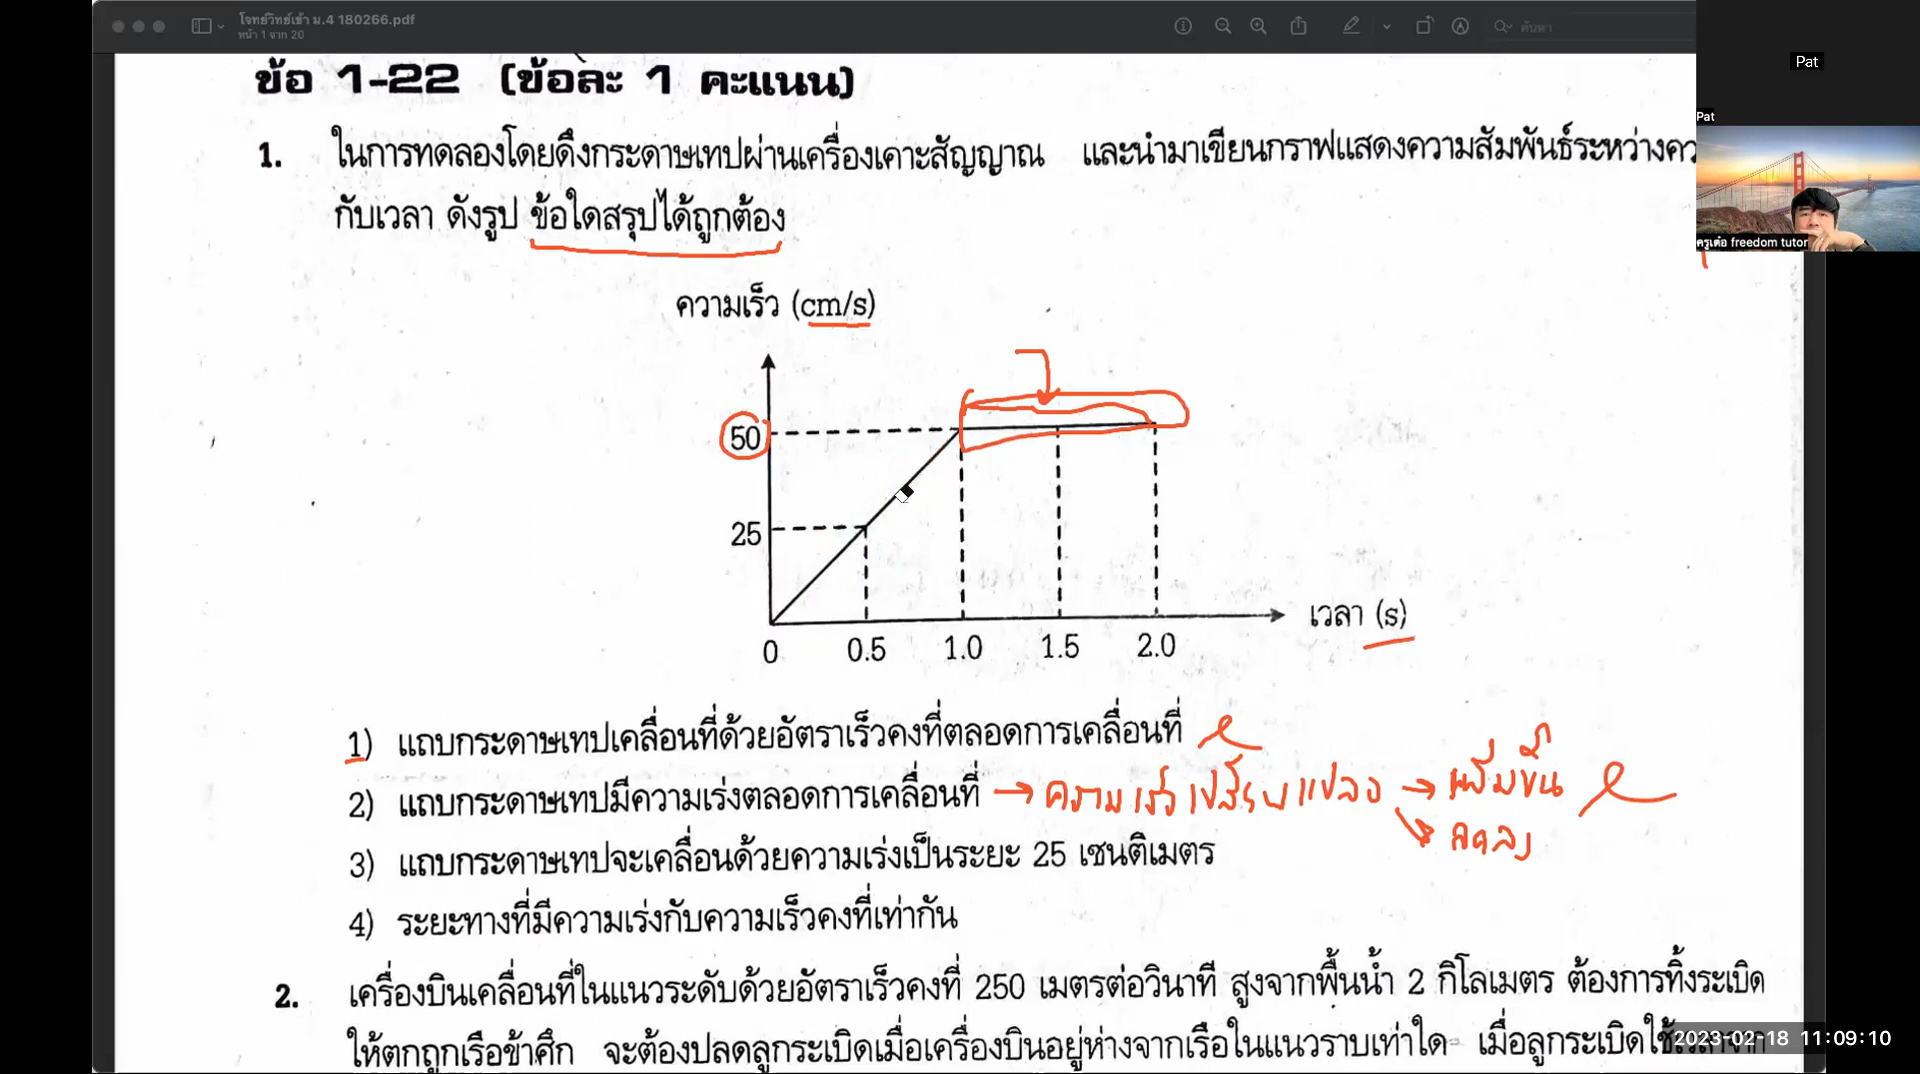 โจทย์วิทย์เข้า ม.4 180266.pdf
หน้า 1 จาก 20
ค้นหา
Pat
Pat
ครูเต๋อ freedom tutor
ข้อ 1-22 (ข้อละ 1 คะแนน)
1. ในการทดลองโดยดึงกระดาษเทปผ่านเครื่องเคาะสัญญาณ และนำมาเขียนกราฟแสดงความสัมพันธ์ระหว่างคว
กับเวลา ดังรูป ข้อใดสรุปได้ถูกต้อง
ความเร็ว (cm/s)
50
25
เวลา (s)
0 0.5 1.0 1.5 2.0
1) แถบกระดาษเทปเคลื่อนที่ด้วยอัตราเร็วคงที่ตลอดการเคลื่อนที่
2) แถบกระดาษเทปมีความเร่งตลอดการเคลื่อนที่ → ความเร็วเปลี่ยนแปลง → เพิ่มขึ้น
ลดลง
3) แถบกระดาษเทปจะเคลื่อนด้วยความเร่งเป็นระยะ 25 เซนติเมตร
4) ระยะทางที่มีความเร่งกับความเร็วคงที่เท่ากัน
2. เครื่องบินเคลื่อนที่ในแนวระดับด้วยอัตราเร็วคงที่ 250 เมตรต่อวินาที สูงจากพื้นน้ำ 2 กิโลเมตร ต้องการทิ้งระเบิด
ให้ตกถูกเรือข้าศึก จะต้องปลดลูกระเบิดเมื่อเครื่องบินอยู่ห่างจากเรือในแนวราบเท่าใด เมื่อลูกระเบิดใช้เวลาจาก
2023-02-18 11:09:10